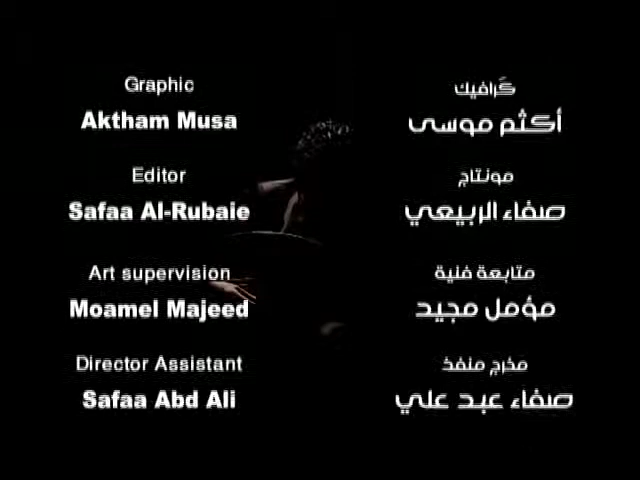 Graphic
Aktham Musa
Editor
Safaa Al-Rubaie
Art supervision
Moamel Majeed
Director Assistant
Safaa Abd Ali
كَرافيك
أكثم موسى
مونتاج
صفاء الربيعي
متابعة فنية
مؤمل مجيد
مخرج منفذ
صفاء عبد علي